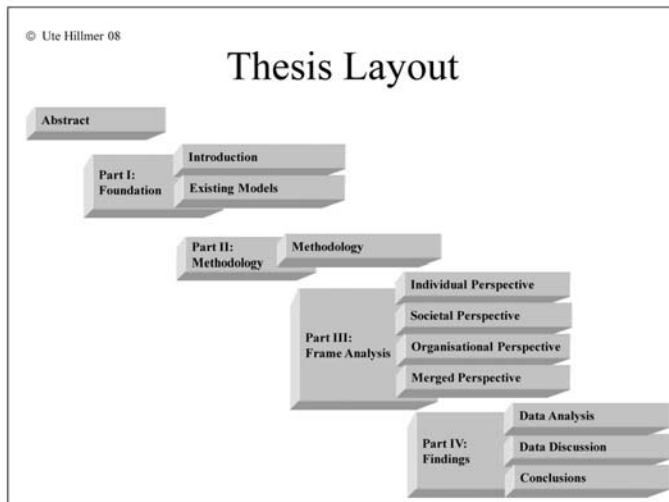 © Ute Hillmer 08
Thesis Layout
Abstract
Part I:
Foundation
Introduction
Existing Models
Part II:
Methodology
Methodology
Part III:
Frame Analysis
Individual Perspective
Societal Perspective
Organisational Perspective
Merged Perspective
Part IV:
Findings
Data Analysis
Data Discussion
Conclusions